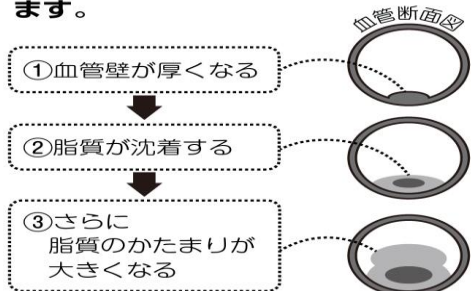 ます。
血管断面図
①血管壁が厚くなる
②脂質が沈着する
③さらに
脂質のかたまりが
大きくなる